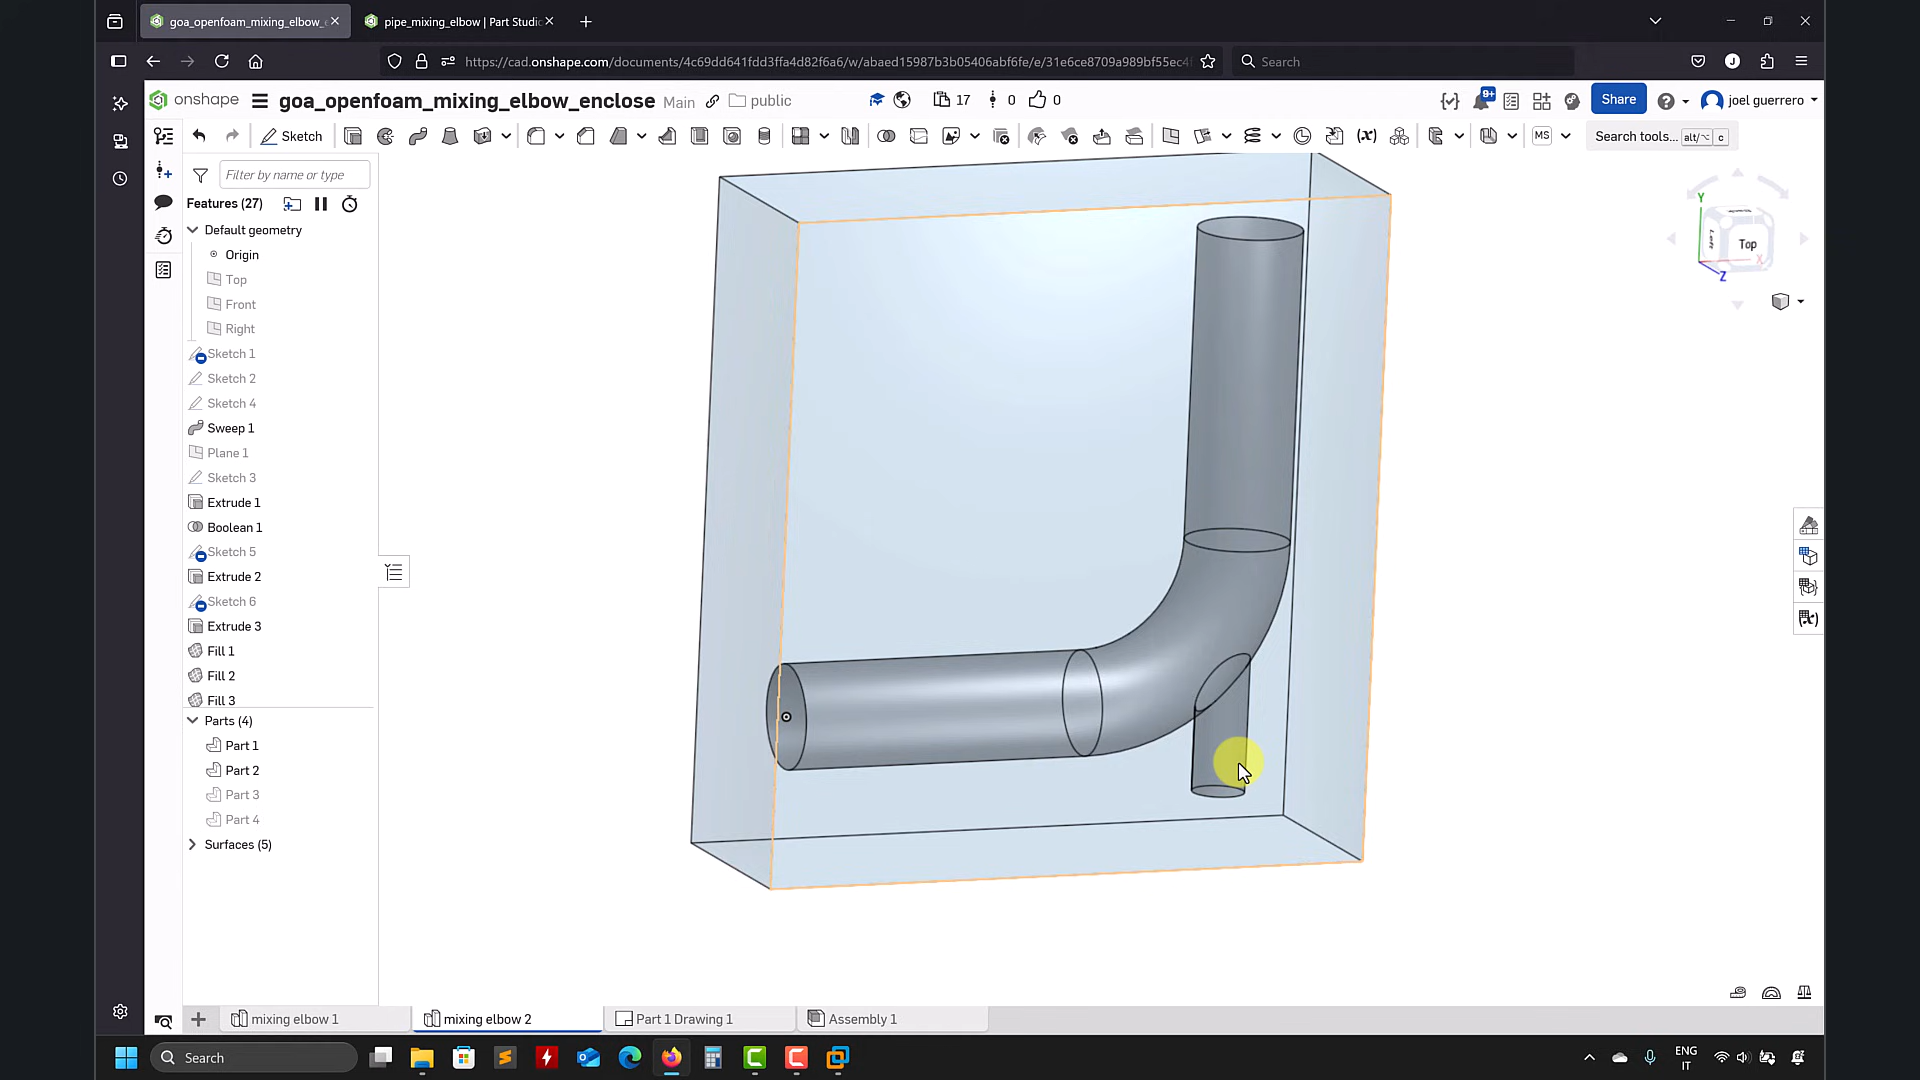 goa_openfoam_mixing_elbow_
pipe_mixing_elbow | Part Studio
https://cad.onshape.com/documents/4c69dd641fdd3ffa4d82f6a6/w/abaed15987b3b05406abf6fe/e/31e6ce8709a989bf55ec4f
Search
onshape
goa_openfoam_mixing_elbow_enclose
Main
public
17
0
0
9+
Share
joel guerrero
Sketch
(x)
MS
Search tools...
alt/⌥
c
Filter by name or type
Features (27)
Default geometry
Origin
Top
Front
Right
Sketch 1
Sketch 2
Sketch 4
Sweep 1
Plane 1
Sketch 3
Extrude 1
Boolean 1
Sketch 5
Extrude 2
Sketch 6
Extrude 3
Fill 1
Fill 2
Fill 3
Parts (4)
Part 1
Part 2
Part 3
Part 4
Surfaces (5)
Y
Back
Left
Top
X
Z
(x)
mixing elbow 1
mixing elbow 2
Part 1 Drawing 1
Assembly 1
Search
ENG
IT